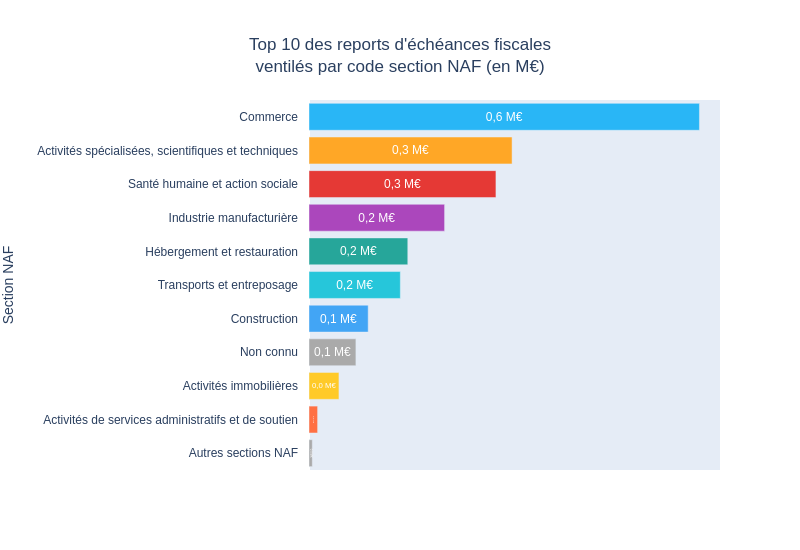 Top 10 des reports d'échéances fiscales
ventilés par code section NAF (en M€)
Section NAF
Commerce 0,6 M€
Activités spécialisées, scientifiques et techniques 0,3 M€
Santé humaine et action sociale 0,3 M€
Industrie manufacturière 0,2 M€
Hébergement et restauration 0,2 M€
Transports et entreposage 0,2 M€
Construction 0,1 M€
Non connu 0,1 M€
Activités immobilières 0,0 M€
Activités de services administratifs et de soutien
Autres sections NAF